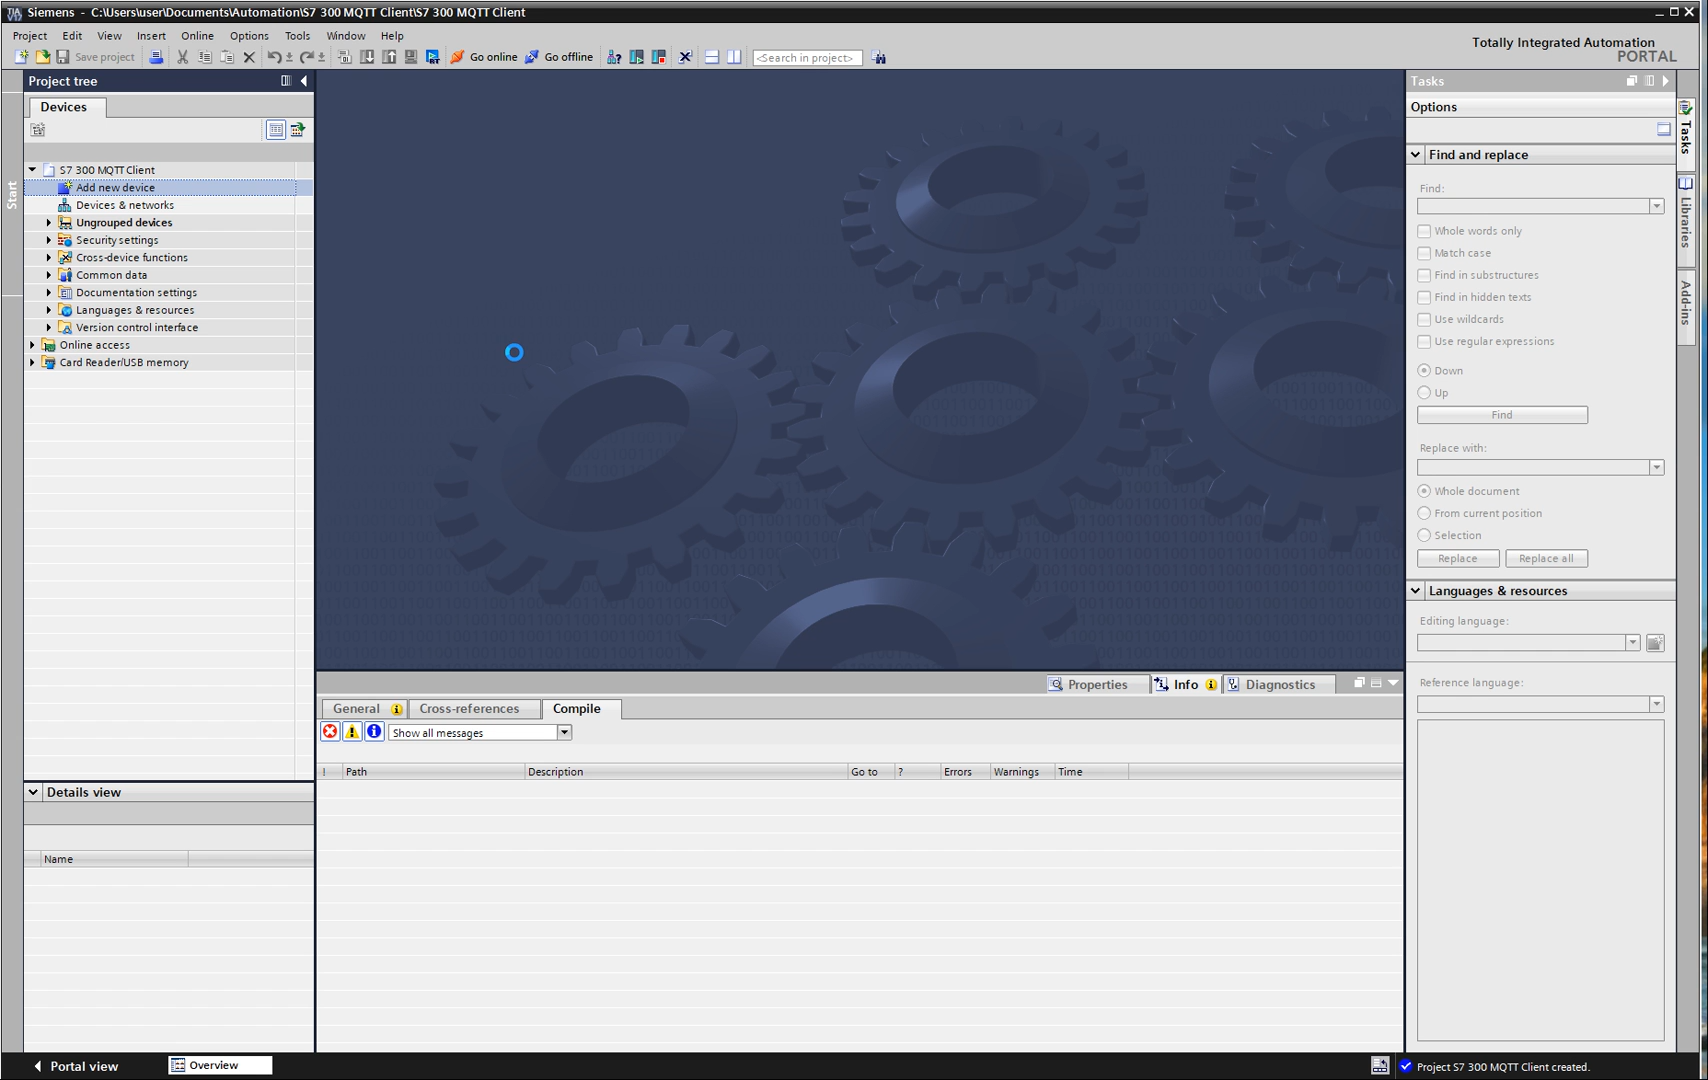 Siemens - C:\Users\user\Documents\Automation\S7 300 MQTT Client\S7 300 MQTT Client
Project Edit View Insert Online Options Tools Window Help
Save project Go online Go offline <Search in project>
Totally Integrated Automation
PORTAL
Project tree
Devices
Start
S7 300 MQTT Client
Add new device
Devices & networks
Ungrouped devices
Security settings
Cross-device functions
Common data
Documentation settings
Languages & resources
Version control interface
Online access
Card Reader/USB memory
Details view
Name
Properties Info Diagnostics
General Cross-references Compile
Show all messages
! Path Description Go to ? Errors Warnings Time
Tasks
Options
Find and replace
Find:
Whole words only
Match case
Find in substructures
Find in hidden texts
Use wildcards
Use regular expressions
Down
Up
Find
Replace with:
Whole document
From current position
Selection
Replace Replace all
Languages & resources
Editing language:
Reference language:
Tasks
Libraries
Add-ins
Portal view Overview
Project S7 300 MQTT Client created.